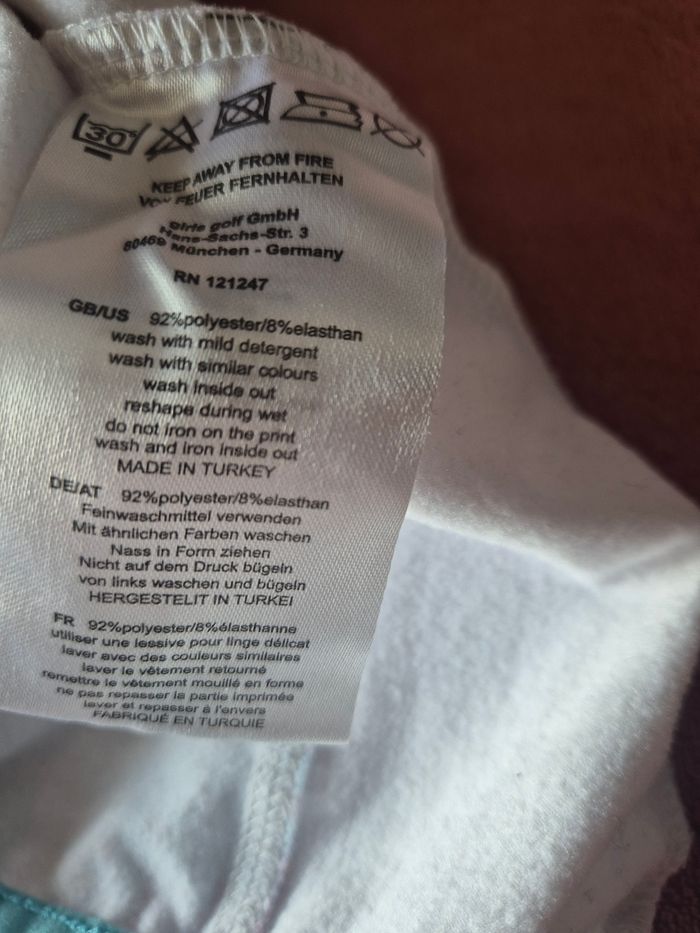 30°
KEEP AWAY FROM FIRE
VON FEUER FERNHALTEN
golf GmbH
Hans-Sachs-Str. 3
80469 München - Germany
RN 121247
GB/US 92%polyester/8%elasthan
wash with mild detergent
wash with similar colours
wash inside out
reshape during wet
do not iron on the print
wash and iron inside out
MADE IN TURKEY
DE/AT 92%polyester/8%elasthan
Feinwaschmittel verwenden
Mit ähnlichen Farben waschen
Nass in Form ziehen
Nicht auf dem Druck bügeln
von links waschen und bügeln
HERGESTELIT IN TURKEI
FR 92%polyester/8%élasthanne
utiliser une lessive pour linge délicat
laver avec des couleurs similaires
laver le vêtement retourné
remettre le vêtement mouillé en forme
ne pas repasser la partie imprimée
laver et repasser à l'envers
FABRIQUÉ EN TURQUIE